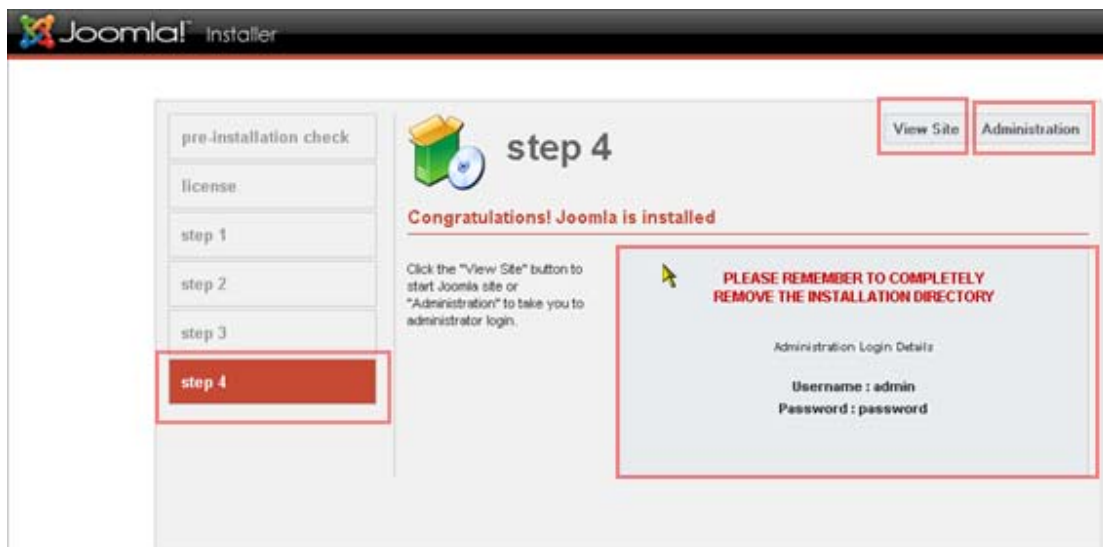 Joomla! Installer
pre-installation check
license
step 1
step 2
step 3
step 4
step 4
View Site
Administration
Congratulations! Joomla is installed
Click the "View Site" button to
start Joomla site or
"Administration" to take you to
administrator login.
PLEASE REMEMBER TO COMPLETELY
REMOVE THE INSTALLATION DIRECTORY
Administration Login Details
Username : admin
Password : password